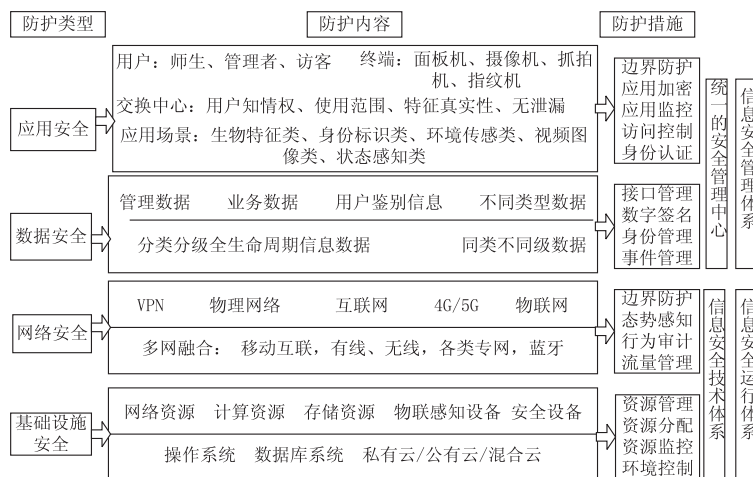 防护类型
防护内容
防护措施
应用安全
用户：师生、管理者、访客 终端：面板机、摄像机、抓拍
机、指纹机
交换中心：用户知情权、使用范围、特征真实性、无泄漏
应用场景：生物特征类、身份标识类、环境传感类、视频图
像类、状态感知类
边界防护
应用加密
应用监控
访问控制
身份认证
数据安全
管理数据 业务数据 用户鉴别信息 不同类型数据
分类分级全生命周期信息数据 同类不同级数据
接口管理
数字签名
身份管理
事件管理
网络安全
VPN 物理网络 互联网 4G/5G 物联网
多网融合：移动互联，有线、无线，各类专网，蓝牙
边界防护
态势感知
行为审计
流量管理
基础设施
安全
网络资源 计算资源 存储资源 物联感知设备 安全设备
操作系统 数据库系统 私有云/公有云/混合云
资源管理
资源分配
资源监控
环境控制
统一的安全管理中心
信息安全技术体系
信息安全管理体系
信息安全运行体系